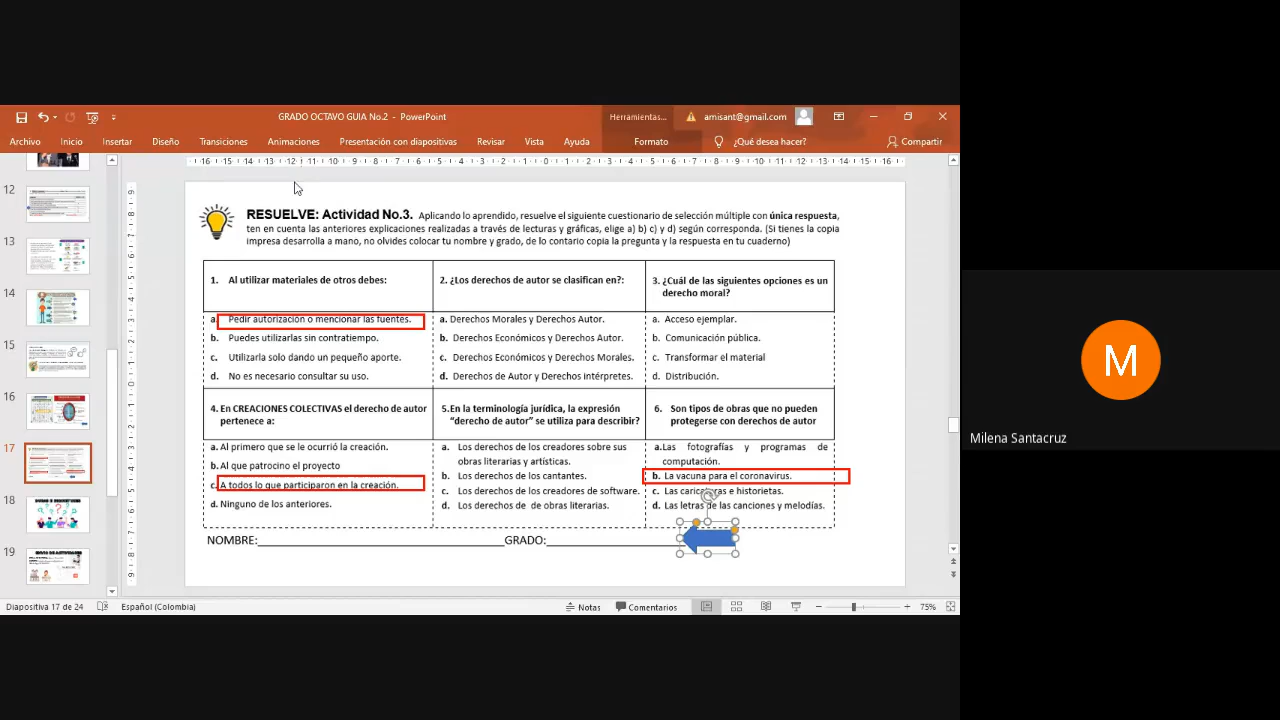 GRADO OCTAVO GUIA No.2 - PowerPoint
Herramientas...
amisant@gmail.com
Archivo Inicio Insertar Diseño Transiciones Animaciones Presentación con diapositivas Revisar Vista Ayuda Formato ¿Qué desea hacer? Compartir
12
13
14
15
16
17
18
19
RESUELVE: Actividad No.3. Aplicando lo aprendido, resuelve el siguiente cuestionario de selección múltiple con única respuesta,
ten en cuenta las anteriores explicaciones realizadas a través de lecturas y gráficas, elige a) b) c) y d) según corresponda. (Si tienes la copia
impresa desarrolla a mano, no olvides colocar tu nombre y grado, de lo contario copia la pregunta y la respuesta en tu cuaderno)
1. Al utilizar materiales de otros debes:
a. Pedir autorización o mencionar las fuentes.
b. Puedes utilizarlas sin contratiempo.
c. Utilizarla solo dando un pequeño aporte.
d. No es necesario consultar su uso.
2. ¿Los derechos de autor se clasifican en?:
a. Derechos Morales y Derechos Autor.
b. Derechos Económicos y Derechos Autor.
c. Derechos Económicos y Derechos Morales.
d. Derechos de Autor y Derechos intérpretes.
3. ¿Cuál de las siguientes opciones es un
derecho moral?
a. Acceso ejemplar.
b. Comunicación pública.
c. Transformar el material
d. Distribución.
4. En CREACIONES COLECTIVAS el derecho de autor
pertenece a:
a. Al primero que se le ocurrió la creación.
b. Al que patrocino el proyecto
c. A todos lo que participaron en la creación.
d. Ninguno de los anteriores.
5. En la terminología jurídica, la expresión
“derecho de autor” se utiliza para describir?
a. Los derechos de los creadores sobre sus
obras literarias y artísticas.
b. Los derechos de los cantantes.
c. Los derechos de los creadores de software.
d. Los derechos de de obras literarias.
6. Son tipos de obras que no pueden
protegerse con derechos de autor
a. Las fotografías y programas de
computación.
b. La vacuna para el coronavirus.
c. Las caricaturas e historietas.
d. Las letras de las canciones y melodías.
NOMBRE: GRADO:
Diapositiva 17 de 24 Español (Colombia) Notas Comentarios 75%
M
Milena Santacruz